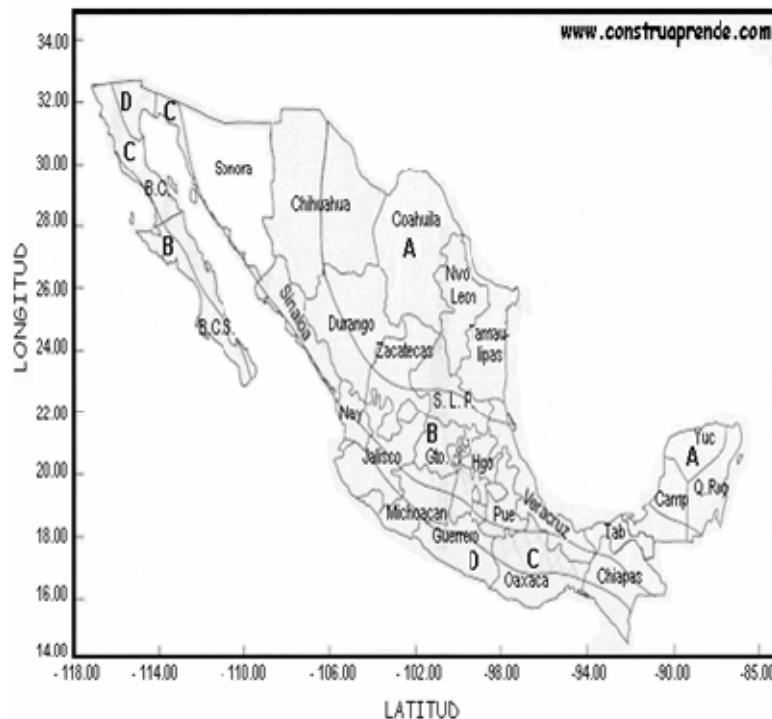 www.construaprende.com
34.00
32.00
30.00
28.00
26.00
24.00
22.00
20.00
18.00
16.00
14.00
LONGITUD
D
C
C
B.C.
Sonora
Chihuahua
Coahuila
A
B
B.C.S.
Sinaloa
Durango
Nvo
Leon
Zacatecas
Tamau-
lipas
S.L.P.
Nay
B
Jalisco
Gto.
Hgo
Yuc
A
Camp
Q.Roo
Michoacan
Pue
Veracruz
Tab
Guerrero
D
C
Oaxaca
Chiapas
-118.00
-114.00
-110.00
-106.00
-102.00
-98.00
-94.00
-90.00
-85.00
LATITUD